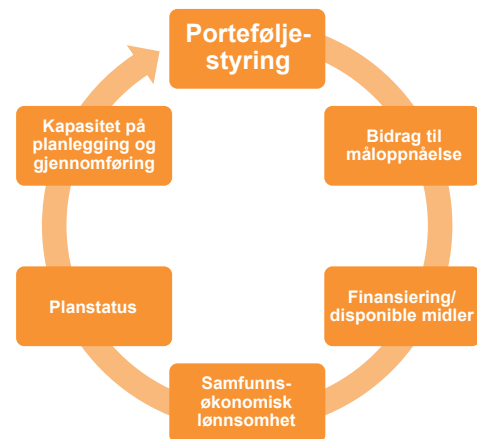 Portefølje-
styring
Bidrag til
måloppnåelse
Finansiering/
disponible midler
Samfunns-
økonomisk
lønnsomhet
Planstatus
Kapasitet på
planlegging og
gjennomføring